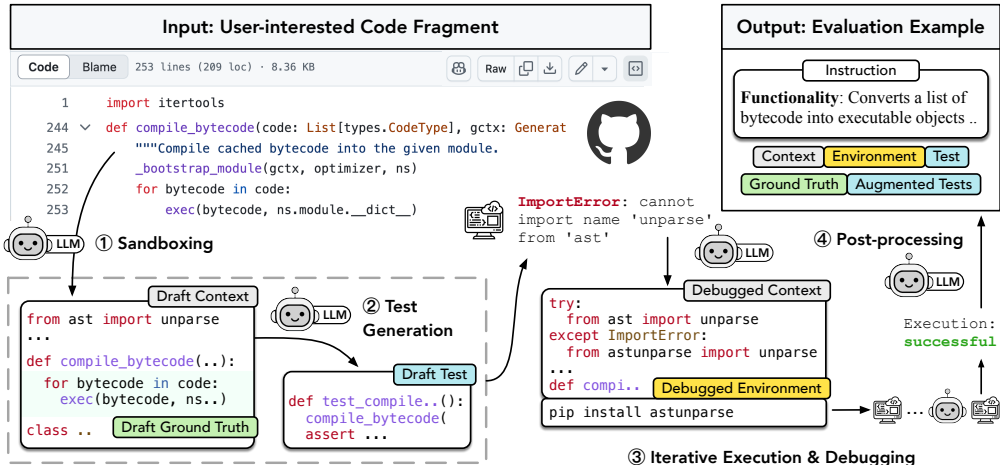 Input: User-interested Code Fragment
Code Blame 253 lines (209 loc) · 8.36 KB Raw
1 import itertools
244 def compile_bytecode(code: List[types.CodeType], gctx: Generat
245 """Compile cached bytecode into the given module.
251 _bootstrap_module(gctx, optimizer, ns)
252 for bytecode in code:
253 exec(bytecode, ns.module.__dict__)
Output: Evaluation Example
Instruction
Functionality: Converts a list of
bytecode into executable objects ..
Context Environment Test
Ground Truth Augmented Tests
LLM
① Sandboxing
Draft Context
from ast import unparse
...
def compile_bytecode(..):
for bytecode in code:
exec(bytecode, ns..)
class ..
Draft Ground Truth
LLM
② Test
Generation
Draft Test
def test_compile..():
compile_bytecode(
assert ...
ImportError: cannot
import name 'unparse'
from 'ast'
LLM
Debugged Context
try:
from ast import unparse
except ImportError:
from astunparse import unparse
...
def compi..
Debugged Environment
pip install astunparse
③ Iterative Execution & Debugging
...
Execution:
successful
④ Post-processing
LLM